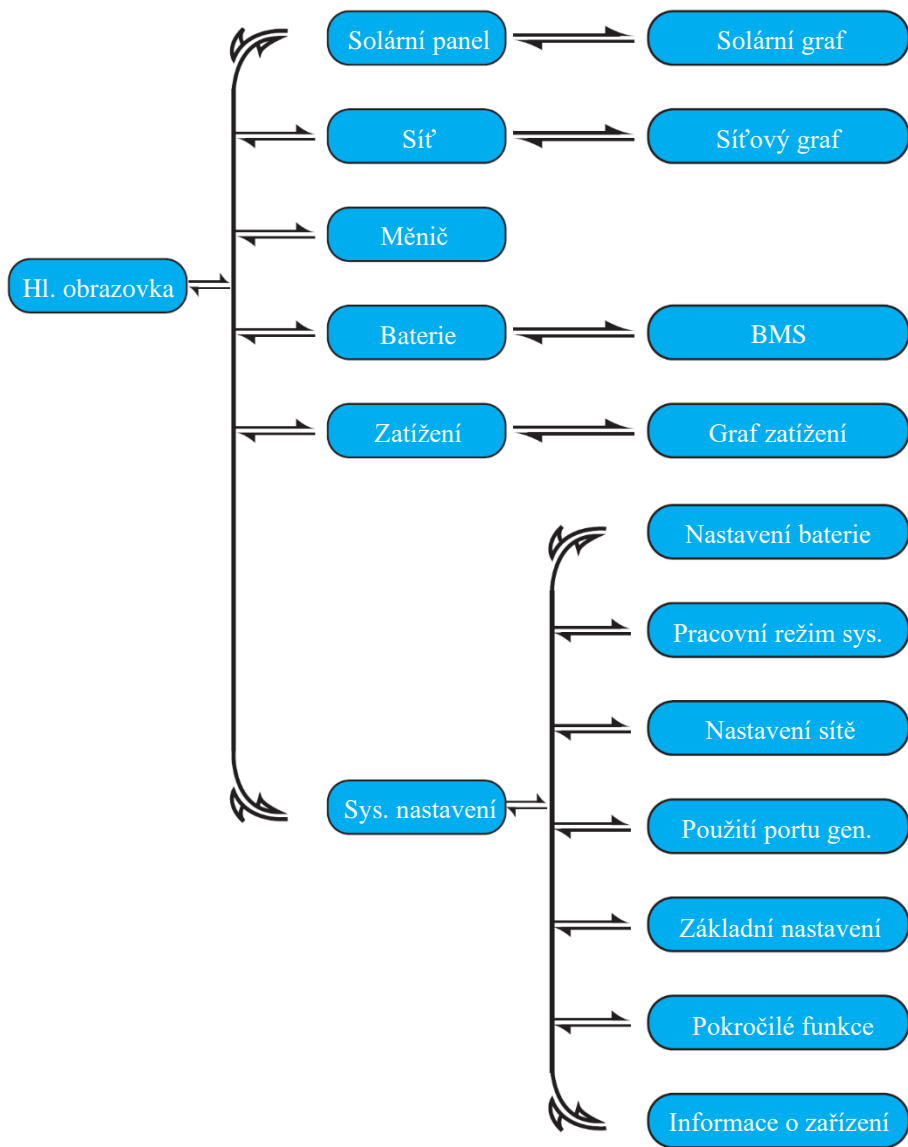 Solární panel
Solární graf
Síť
Síťový graf
Měnič
Hl. obrazovka
Baterie
BMS
Zatížení
Graf zatížení
Nastavení baterie
Pracovní režim sys.
Nastavení sítě
Sys. nastavení
Použití portu gen.
Základní nastavení
Pokročilé funkce
Informace o zařízení